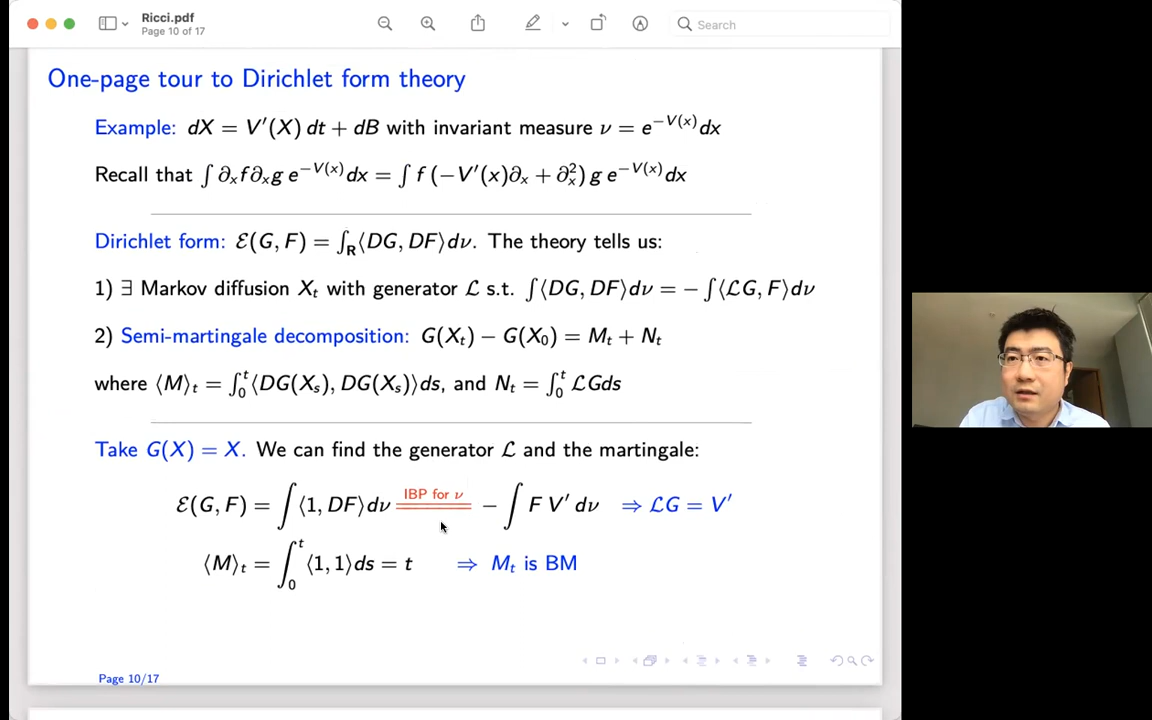 Ricci.pdf
Page 10 of 17
Search
One-page tour to Dirichlet form theory
Example: dX = V′(X) dt + dB with invariant measure ν = e^{−V(x)}dx
Recall that ∫ ∂ₓf∂ₓg e^{−V(x)}dx = ∫ f (−V′(x)∂ₓ + ∂ₓ²) g e^{−V(x)}dx
Dirichlet form: ℰ(G, F) = ∫_R⟨DG, DF⟩dν. The theory tells us:
1) ∃ Markov diffusion Xₜ with generator ℒ s.t. ∫⟨DG, DF⟩dν = − ∫⟨ℒG, F⟩dν
2) Semi-martingale decomposition: G(Xₜ) − G(X₀) = Mₜ + Nₜ
where ⟨M⟩ₜ = ∫₀ᵗ⟨DG(Xₛ), DG(Xₛ)⟩ds, and Nₜ = ∫₀ᵗ ℒGds
Take G(X) = X. We can find the generator ℒ and the martingale:
ℰ(G, F) = ∫⟨1, DF⟩dν =^{IBP for ν} − ∫ F V′ dν ⇒ ℒG = V′
⟨M⟩ₜ = ∫₀ᵗ⟨1, 1⟩ds = t ⇒ Mₜ is BM
Page 10/17